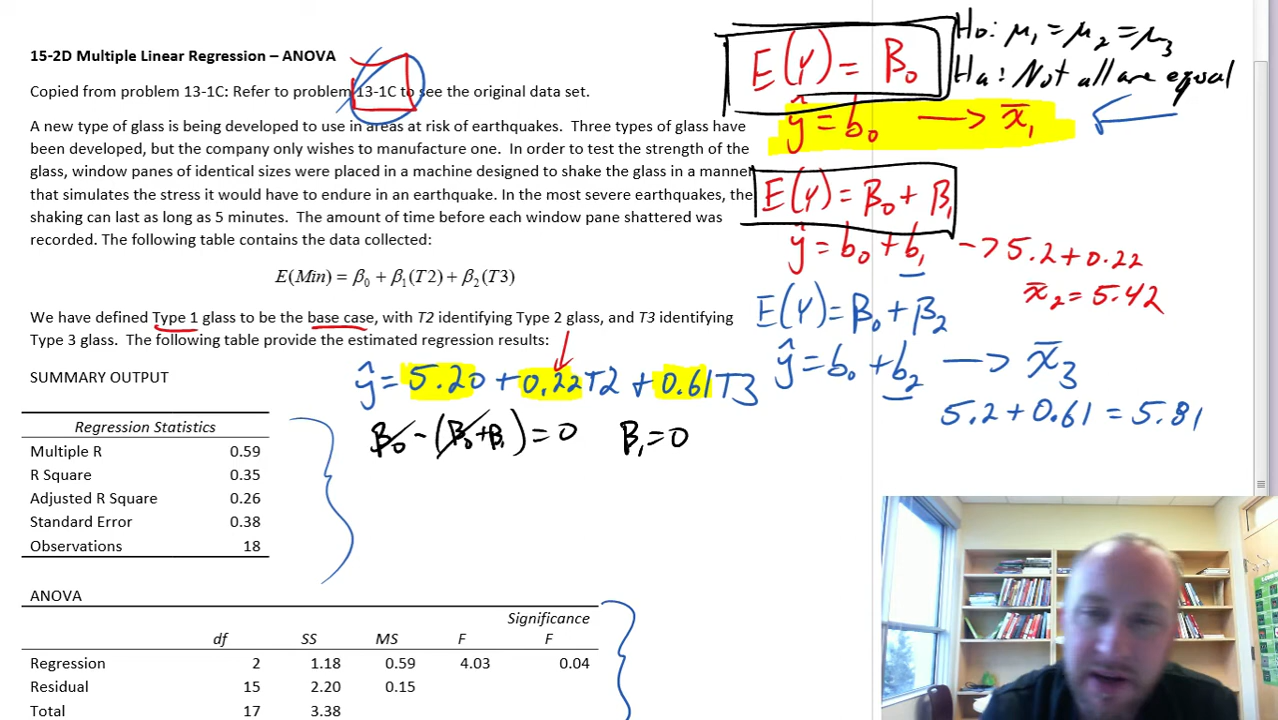 15-2D Multiple Linear Regression – ANOVA
Copied from problem 13-1C: Refer to problem 13-1C to see the original data set.
A new type of glass is being developed to use in areas at risk of earthquakes. Three types of glass have
been developed, but the company only wishes to manufacture one. In order to test the strength of the
glass, window panes of identical sizes were placed in a machine designed to shake the glass in a manner
that simulates the stress it would have to endure in an earthquake. In the most severe earthquakes, the
shaking can last as long as 5 minutes. The amount of time before each window pane shattered was
recorded. The following table contains the data collected:
E(Min) = β₀ + β₁(T2) + β₂(T3)
We have defined Type 1 glass to be the base case, with T2 identifying Type 2 glass, and T3 identifying
Type 3 glass. The following table provide the estimated regression results:
SUMMARY OUTPUT
ŷ = 5.20 + 0.22T2 + 0.61T3
β₀ - (β₀ + β₁) = 0 β₁ = 0
Regression Statistics
Multiple R 0.59
R Square 0.35
Adjusted R Square 0.26
Standard Error 0.38
Observations 18
ANOVA
df SS MS F Significance F
Regression 2 1.18 0.59 4.03 0.04
Residual 15 2.20 0.15
Total 17 3.38
E(Y) = β₀
H₀: μ₁ = μ₂ = μ₃
Ha: Not all are equal
ŷ = b₀ → x̄₁
E(Y) = β₀ + β₁
ŷ = b₀ + b₁ → 5.2 + 0.22
x̄₂ = 5.42
E(Y) = β₀ + β₂
ŷ = b₀ + b₂ → x̄₃
5.2 + 0.61 = 5.81